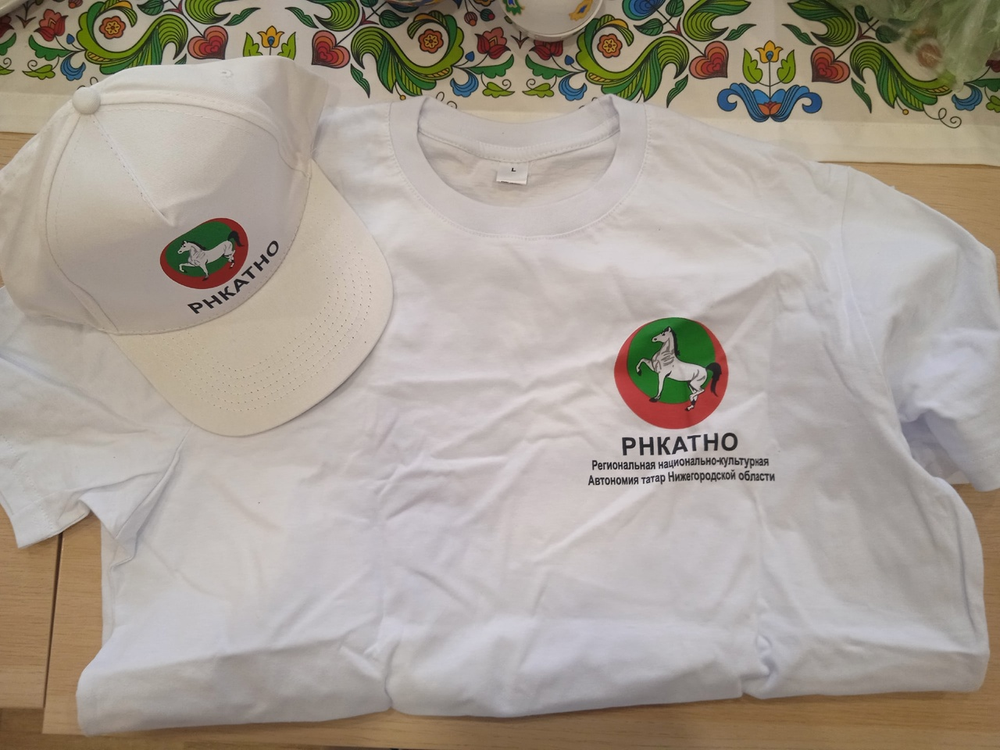 РНКАТНО
L
РНКАТНО
Региональная национально-культурная
Автономия татар Нижегородской области